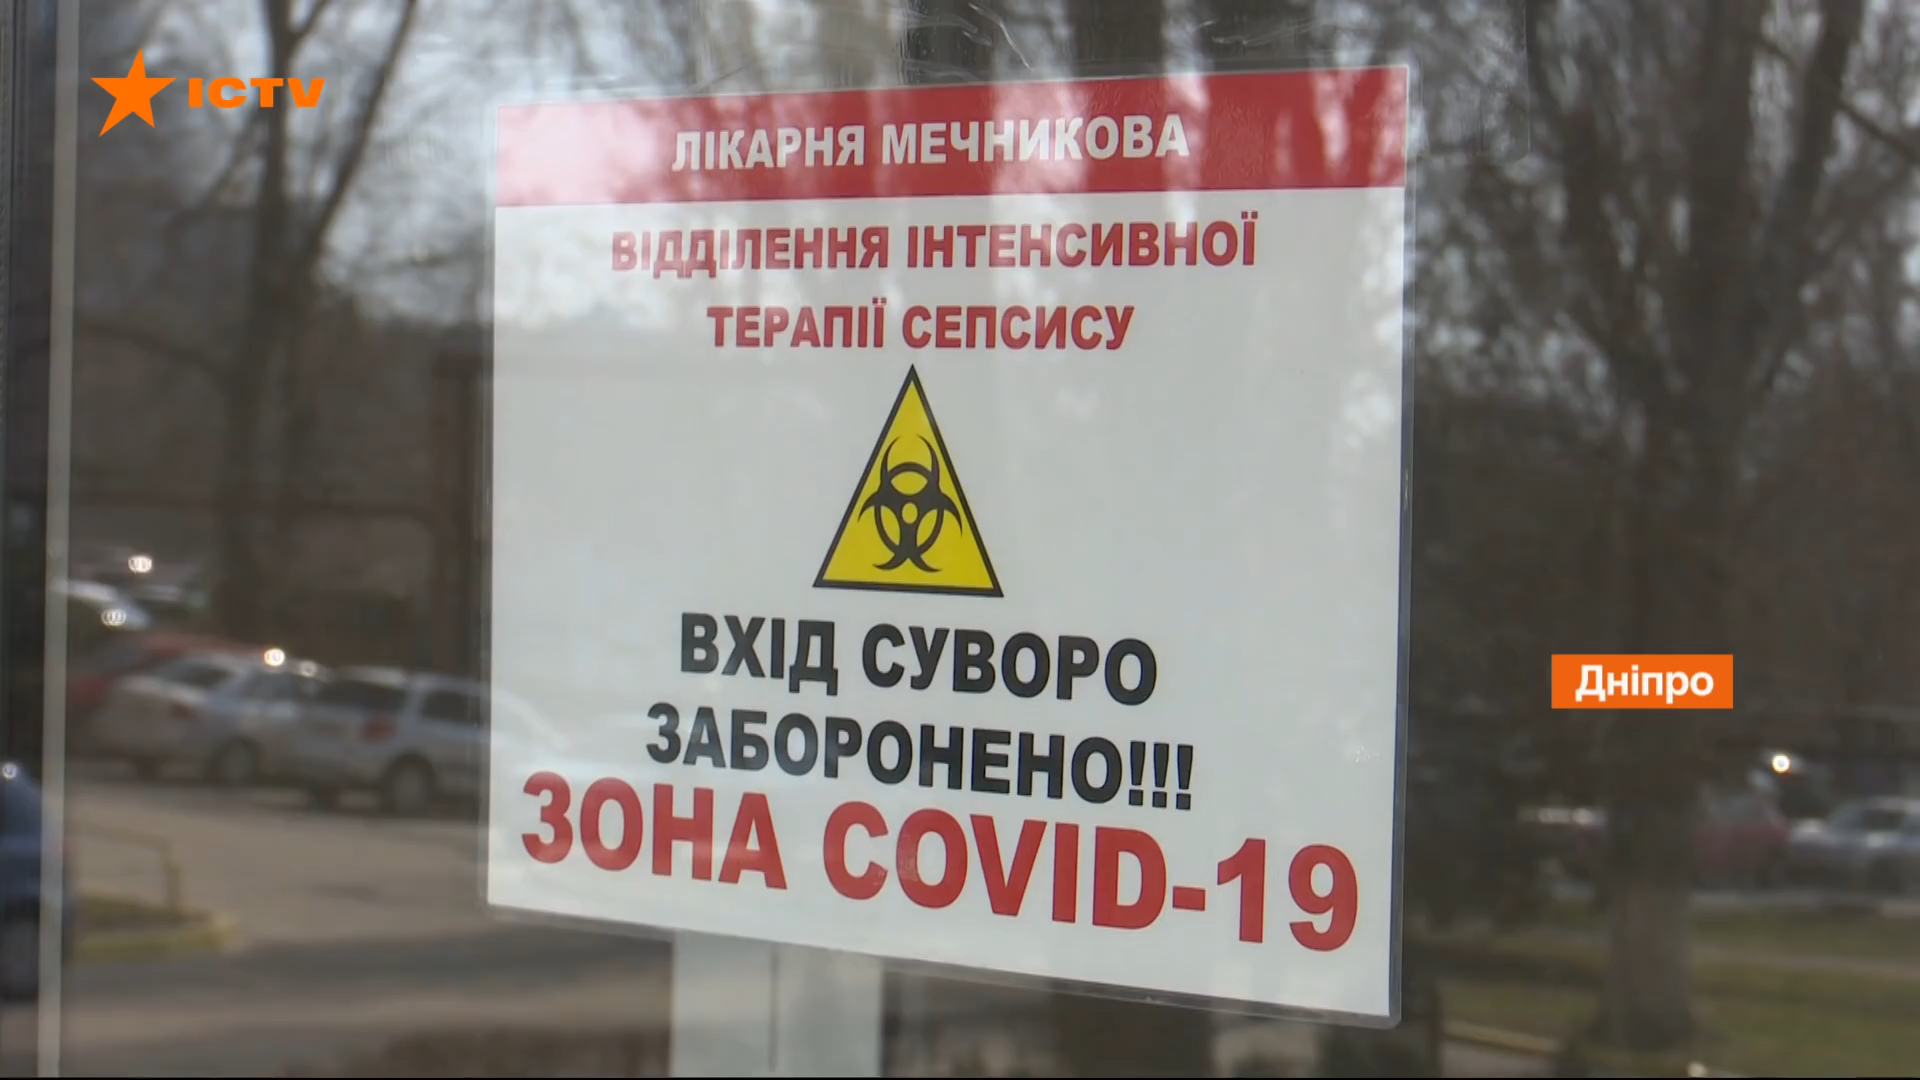 ICTV
ЛІКАРНЯ МЕЧНИКОВА
ВІДДІЛЕННЯ ІНТЕНСИВНОЇ
ТЕРАПІЇ СЕПСИСУ
ВХІД СУВОРО
ЗАБОРОНЕНО!!!
Дніпро
ЗОНА COVID-19